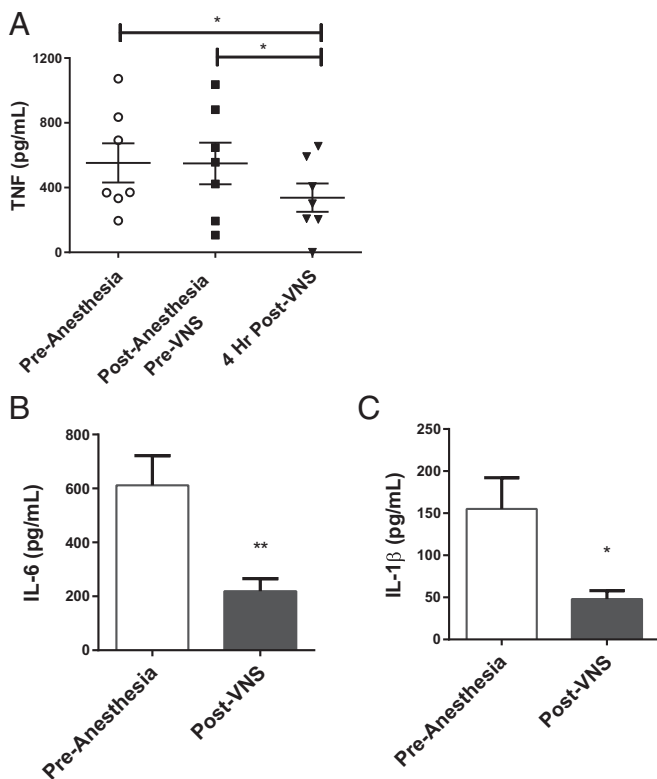 A
*
*
1200
800
400
0
TNF (pg/mL)
Pre-Anesthesia
Post-Anesthesia
Pre-VNS
4 Hr Post-VNS
B
800
600
400
200
0
IL-6 (pg/mL)
**
Pre-Anesthesia
Post-VNS
C
250
200
150
100
50
0
IL-1β (pg/mL)
*
Pre-Anesthesia
Post-VNS